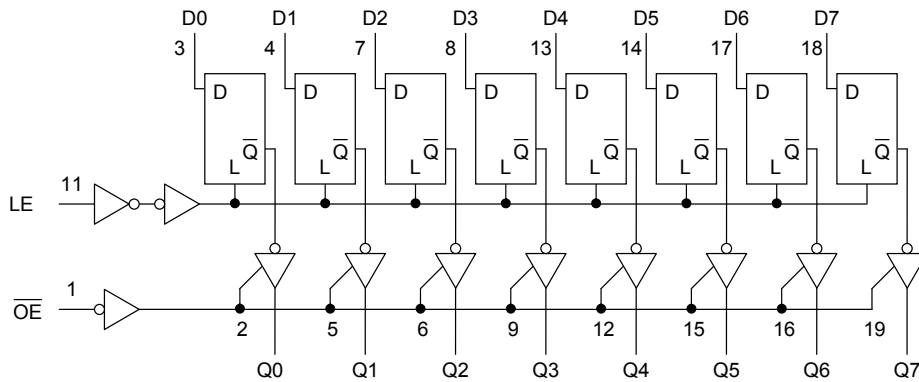 D0 D1 D2 D3 D4 D5 D6 D7
3 4 7 8 13 14 17 18
D D D D D D D D
Q̅ Q̅ Q̅ Q̅ Q̅ Q̅ Q̅ Q̅
L L L L L L L L
11
LE
1
O̅E̅
2 5 6 9 12 15 16 19
Q0 Q1 Q2 Q3 Q4 Q5 Q6 Q7